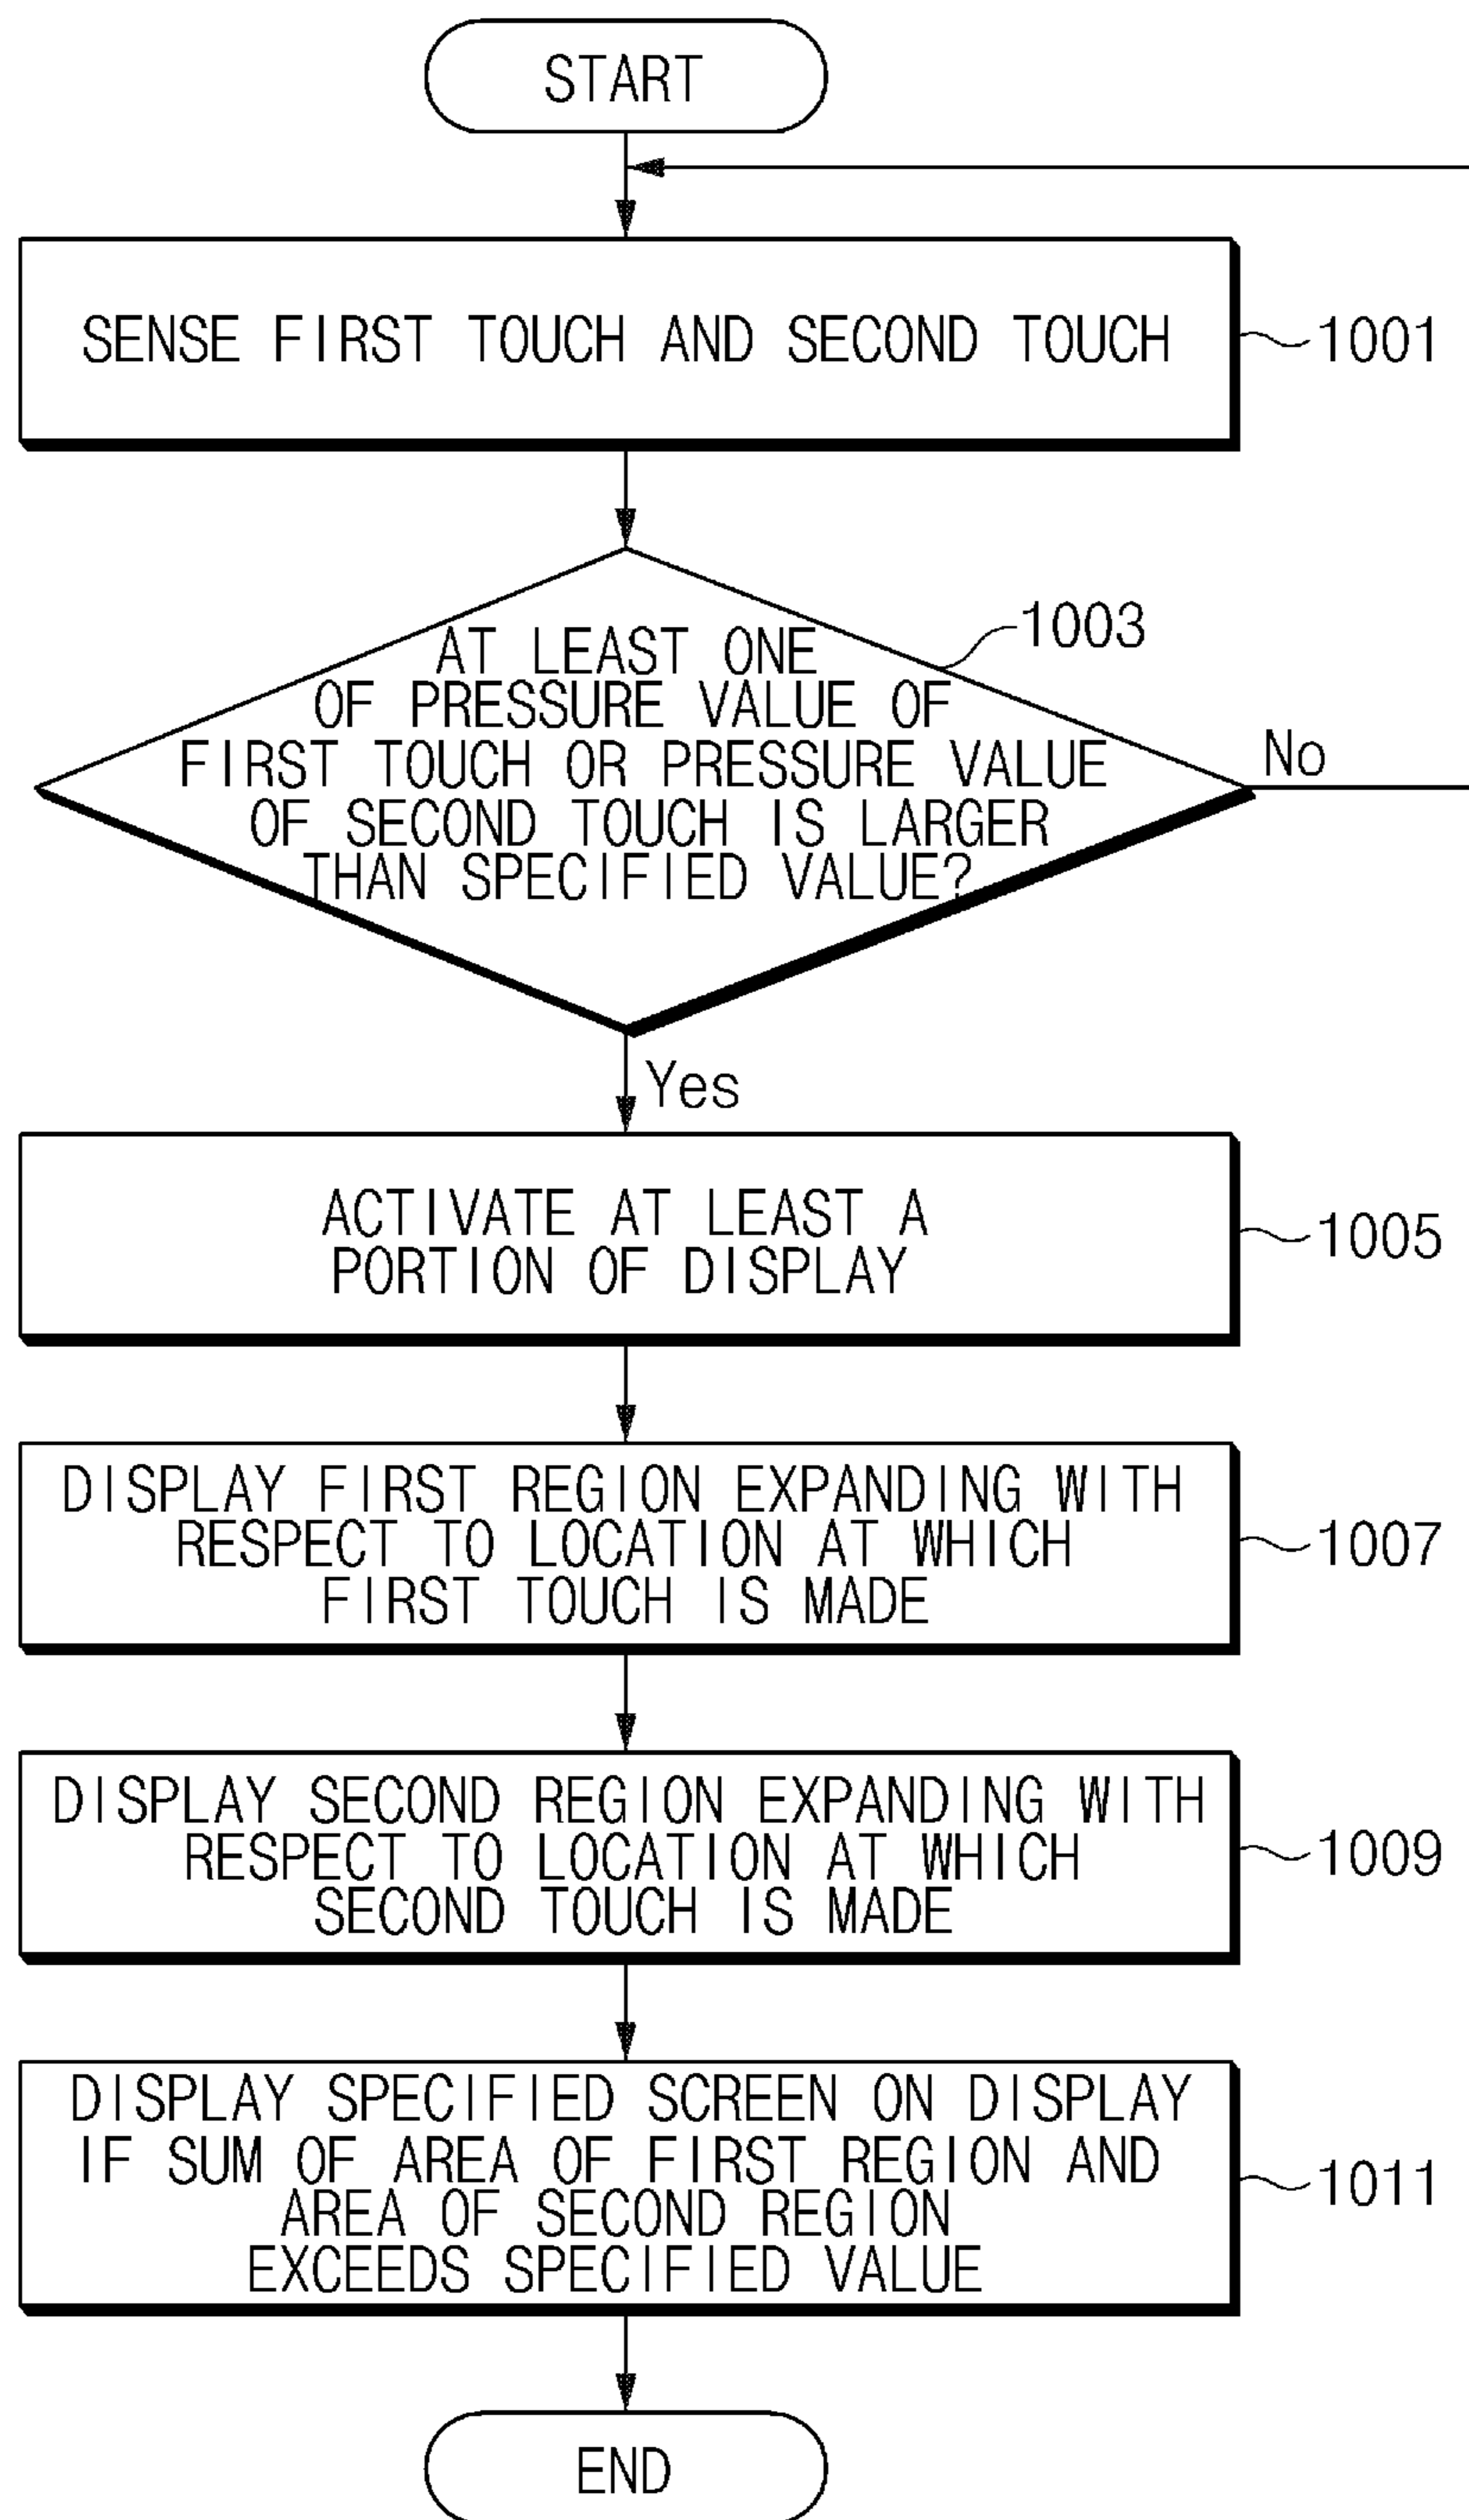 START
SENSE FIRST TOUCH AND SECOND TOUCH
1001
1003
AT LEAST ONE
OF PRESSURE VALUE OF
FIRST TOUCH OR PRESSURE VALUE
OF SECOND TOUCH IS LARGER
THAN SPECIFIED VALUE?
No
Yes
ACTIVATE AT LEAST A
PORTION OF DISPLAY
1005
DISPLAY FIRST REGION EXPANDING WITH
RESPECT TO LOCATION AT WHICH
FIRST TOUCH IS MADE
1007
DISPLAY SECOND REGION EXPANDING WITH
RESPECT TO LOCATION AT WHICH
SECOND TOUCH IS MADE
1009
DISPLAY SPECIFIED SCREEN ON DISPLAY
IF SUM OF AREA OF FIRST REGION AND
AREA OF SECOND REGION
EXCEEDS SPECIFIED VALUE
1011
END